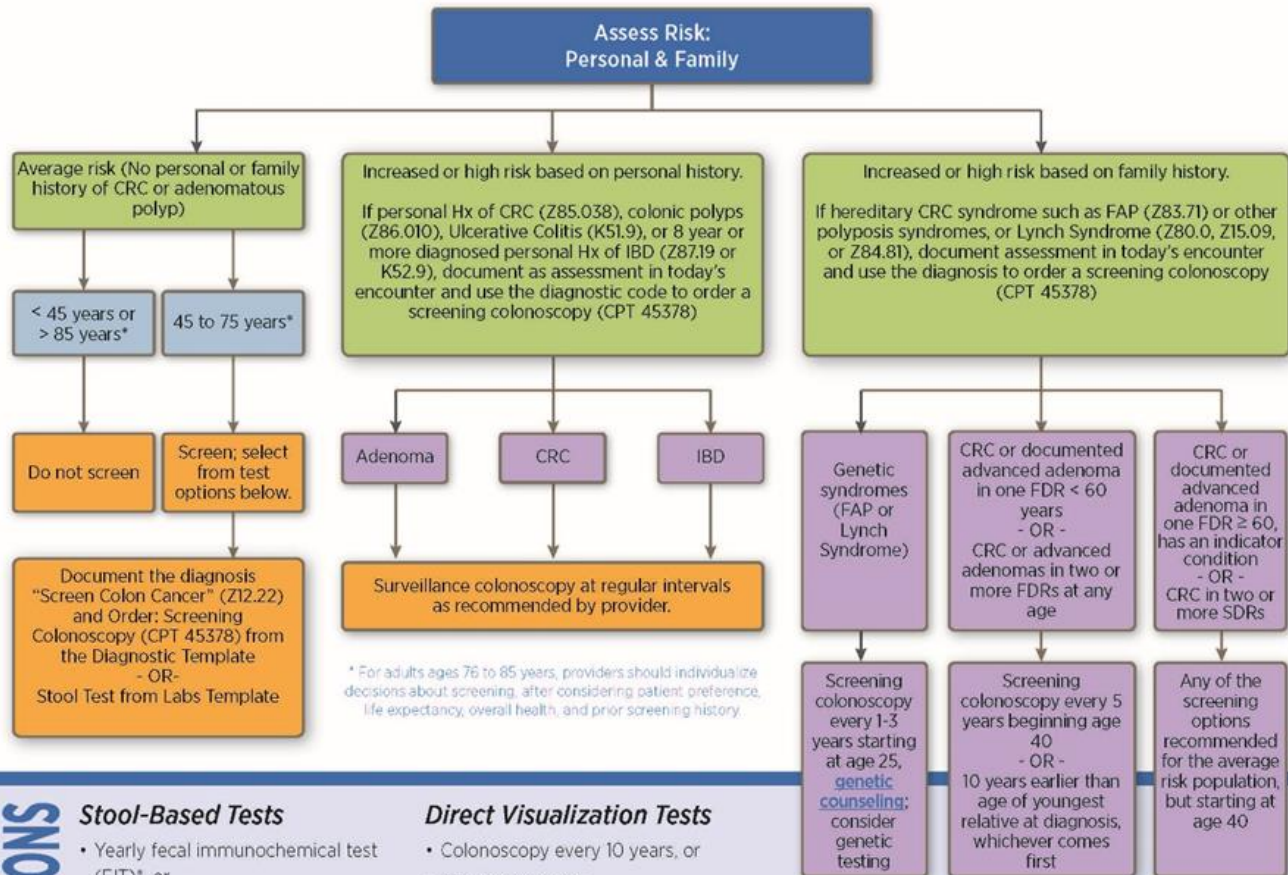 Assess Risk:
Personal & Family
Average risk (No personal or family
history of CRC or adenomatous
polyp)
< 45 years or
> 85 years*
45 to 75 years*
Do not screen
Screen; select
from test
options below.
Document the diagnosis
“Screen Colon Cancer” (Z12.22)
and Order: Screening
Colonoscopy (CPT 45378) from
the Diagnostic Template
- OR-
Stool Test from Labs Template
Increased or high risk based on personal history.
If personal Hx of CRC (Z85.038), colonic polyps
(Z86.010), Ulcerative Colitis (K51.9), or 8 year or
more diagnosed personal Hx of IBD (Z87.19 or
K52.9), document as assessment in today's
encounter and use the diagnostic code to order a
screening colonoscopy (CPT 45378)
Adenoma
CRC
IBD
Surveillance colonoscopy at regular intervals
as recommended by provider.
* For adults ages 76 to 85 years, providers should individualize
decisions about screening, after considering patient preference,
life expectancy, overall health, and prior screening history.
Increased or high risk based on family history.
If hereditary CRC syndrome such as FAP (Z83.71) or other
polyposis syndromes, or Lynch Syndrome (Z80.0, Z15.09,
or Z84.81), document assessment in today's encounter
and use the diagnosis to order a screening colonoscopy
(CPT 45378)
Genetic
syndromes
(FAP or
Lynch
Syndrome)
CRC or documented
advanced adenoma
in one FDR < 60
years
- OR -
CRC or advanced
adenomas in two or
more FDRs at any
age
CRC or
documented
advanced
adenoma in
one FDR ≥ 60,
has an indicator
condition
- OR -
CRC in two or
more SDRs
Screening
colonoscopy
every 1-3
years starting
at age 25,
genetic
counseling;
consider
genetic
testing
Screening
colonoscopy every 5
years beginning age
40
- OR -
10 years earlier than
age of youngest
relative at diagnosis,
whichever comes
first
Any of the
screening
options
recommended
for the average
risk population,
but starting at
age 40
Stool-Based Tests
• Yearly fecal immunochemical test
Direct Visualization Tests
• Colonoscopy every 10 years, or